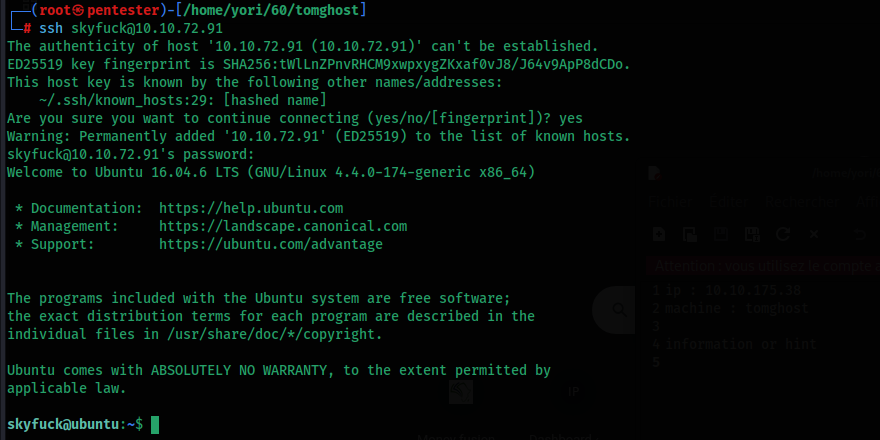 ┌──(root㉿pentester)-[/home/yori/60/tomghost]
└─# ssh skyfuck@10.10.72.91
The authenticity of host '10.10.72.91 (10.10.72.91)' can't be established.
ED25519 key fingerprint is SHA256:tWlLnZPnvRHCM9xwpxygZKxaf0vJ8/J64v9ApP8dCDo.
This host key is known by the following other names/addresses:
    ~/.ssh/known_hosts:29: [hashed name]
Are you sure you want to continue connecting (yes/no/[fingerprint])? yes
Warning: Permanently added '10.10.72.91' (ED25519) to the list of known hosts.
skyfuck@10.10.72.91's password:
Welcome to Ubuntu 16.04.6 LTS (GNU/Linux 4.4.0-174-generic x86_64)

 * Documentation:  https://help.ubuntu.com
 * Management:     https://landscape.canonical.com
 * Support:        https://ubuntu.com/advantage

The programs included with the Ubuntu system are free software;
the exact distribution terms for each program are described in the
individual files in /usr/share/doc/*/copyright.

Ubuntu comes with ABSOLUTELY NO WARRANTY, to the extent permitted by
applicable law.

skyfuck@ubuntu:~$
Attention : vous utilisez le compte
1 ip : 10.10.175.38
2 machine : tomghost
3
4 information or hint
5
IP